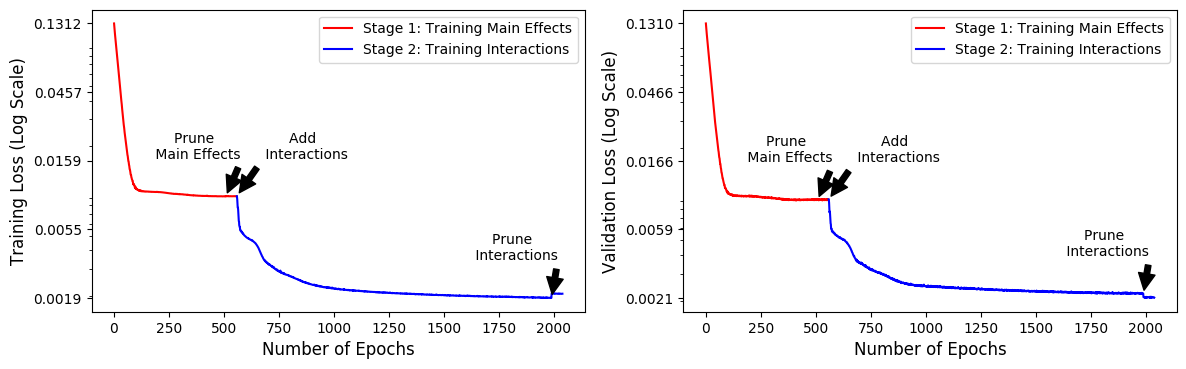 Stage 1: Training Main Effects
Stage 2: Training Interactions
Training Loss (Log Scale)
0.1312
0.0457
0.0159
0.0055
0.0019
Prune
Main Effects
Add
Interactions
Prune
Interactions
0
250
500
750
1000
1250
1500
1750
2000
Number of Epochs
Stage 1: Training Main Effects
Stage 2: Training Interactions
Validation Loss (Log Scale)
0.1310
0.0466
0.0166
0.0059
0.0021
Prune
Main Effects
Add
Interactions
Prune
Interactions
0
250
500
750
1000
1250
1500
1750
2000
Number of Epochs